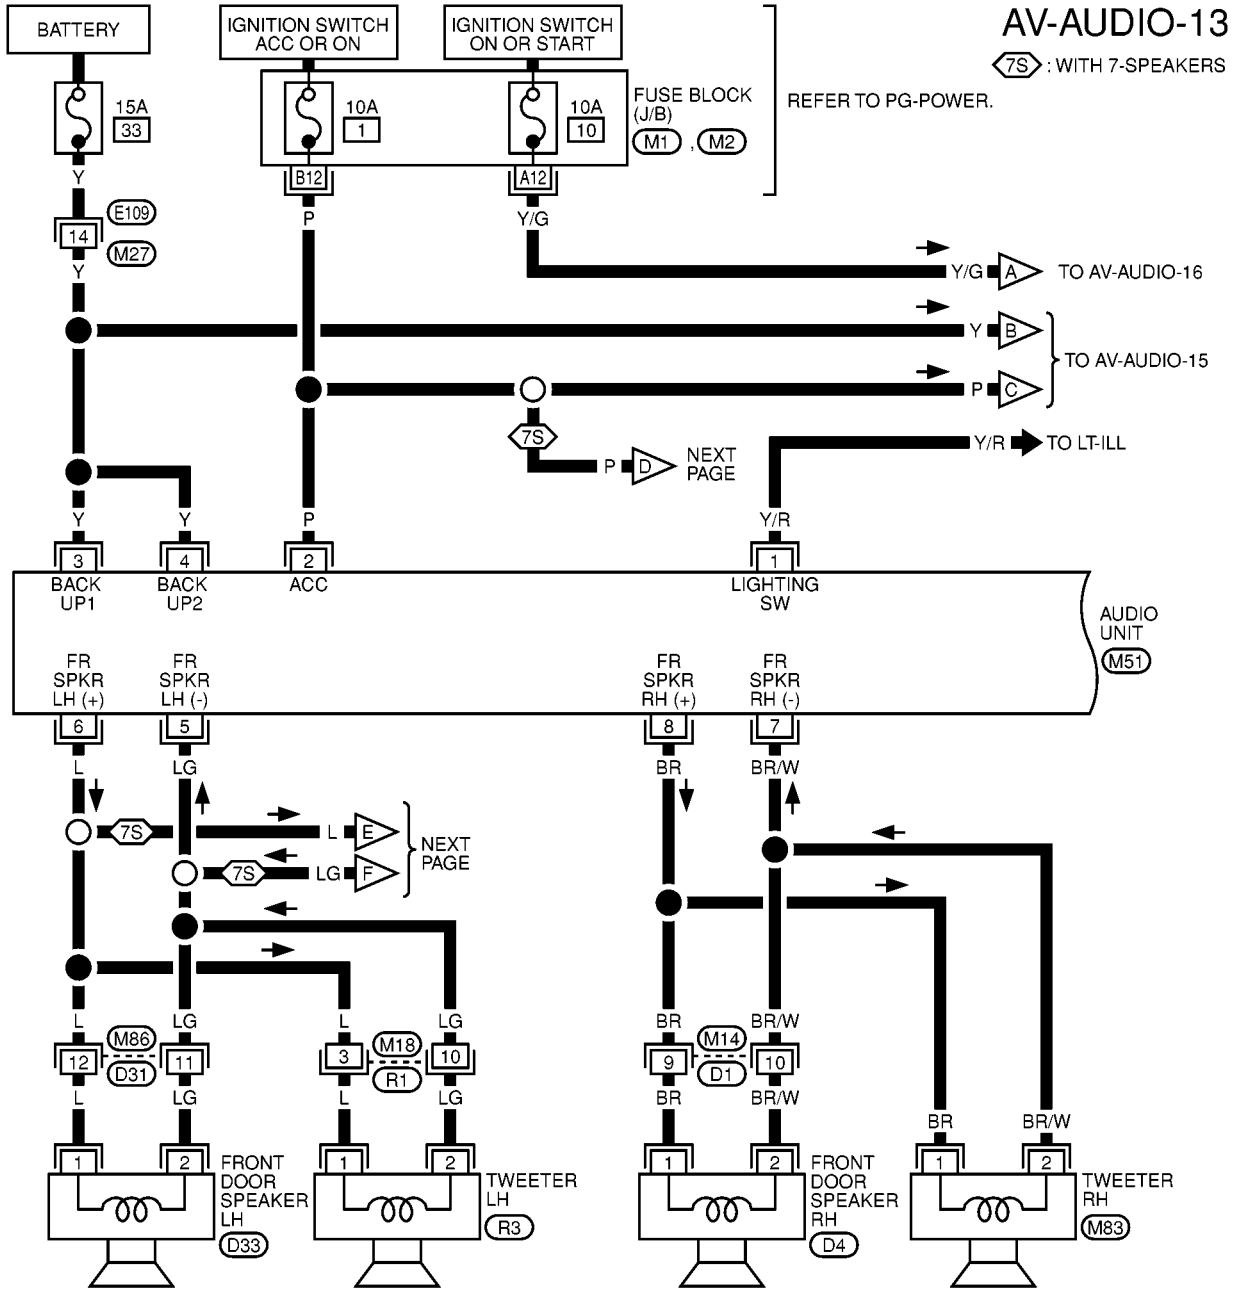 AV-AUDIO-13
7S : WITH 7-SPEAKERS
BATTERY
IGNITION SWITCH
ACC OR ON
IGNITION SWITCH
ON OR START
15A
33
10A
1
10A
10
FUSE BLOCK
(J/B)
M1 , M2
REFER TO PG-POWER.
B12
A12
Y
P
Y/G
E109
14
M27
Y
Y/G
A
TO AV-AUDIO-16
Y
B
TO AV-AUDIO-15
P
C
7S
P
D
NEXT
PAGE
Y/R
TO LT-ILL
Y
Y
P
Y/R
3
4
2
1
BACK
UP1
BACK
UP2
ACC
LIGHTING
SW
AUDIO
UNIT
M51
FR
SPKR
LH (+)
FR
SPKR
LH (-)
FR
SPKR
RH (+)
FR
SPKR
RH (-)
6
5
8
7
L
LG
BR
BR/W
7S
L
E
7S
LG
F
NEXT
PAGE
L
LG
L
LG
BR
BR/W
12
M86
D31
11
3
M18
R1
10
9
M14
D1
10
L
LG
L
LG
BR
BR/W
BR
BR/W
1
2
FRONT
DOOR
SPEAKER
LH
D33
1
2
TWEETER
LH
R3
1
2
FRONT
DOOR
SPEAKER
RH
D4
1
2
TWEETER
RH
M83